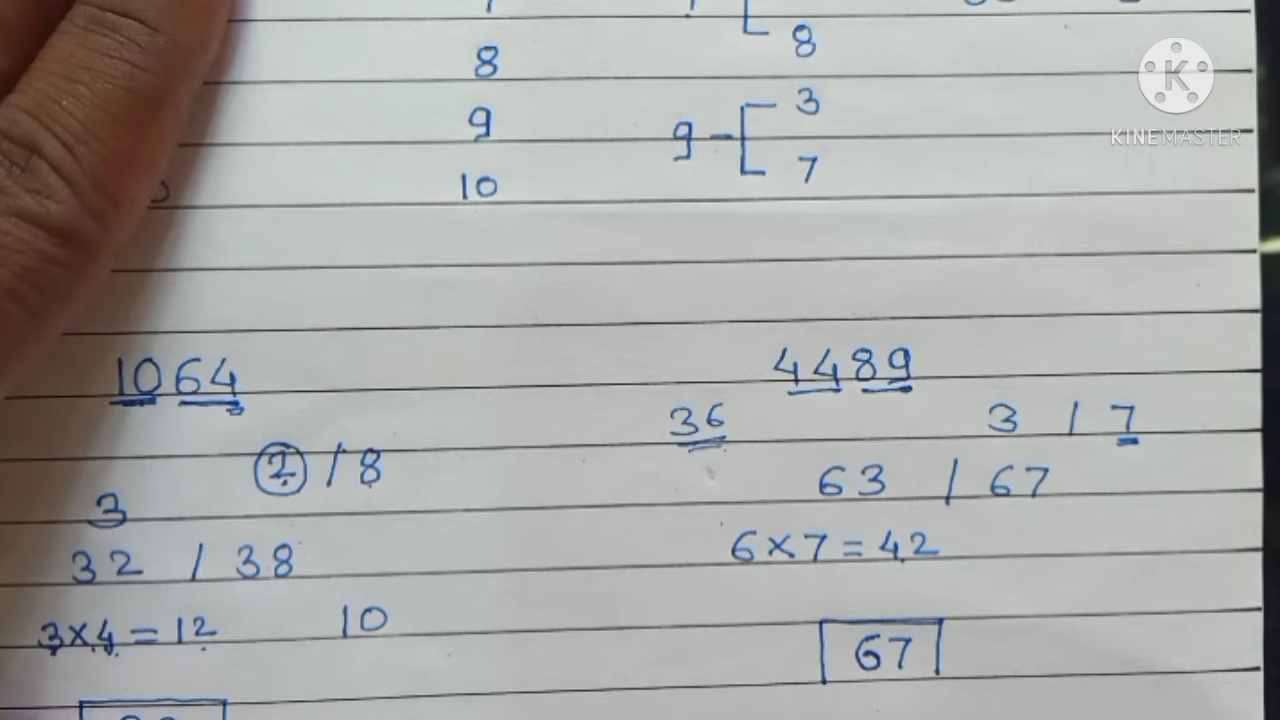 8
8
9
9 - 3
7
10
KINEMASTER
1064
2 / 8
3
32 / 38
3×4 = 12 10
4489
36
3 / 7
63 / 67
6×7 = 42
67